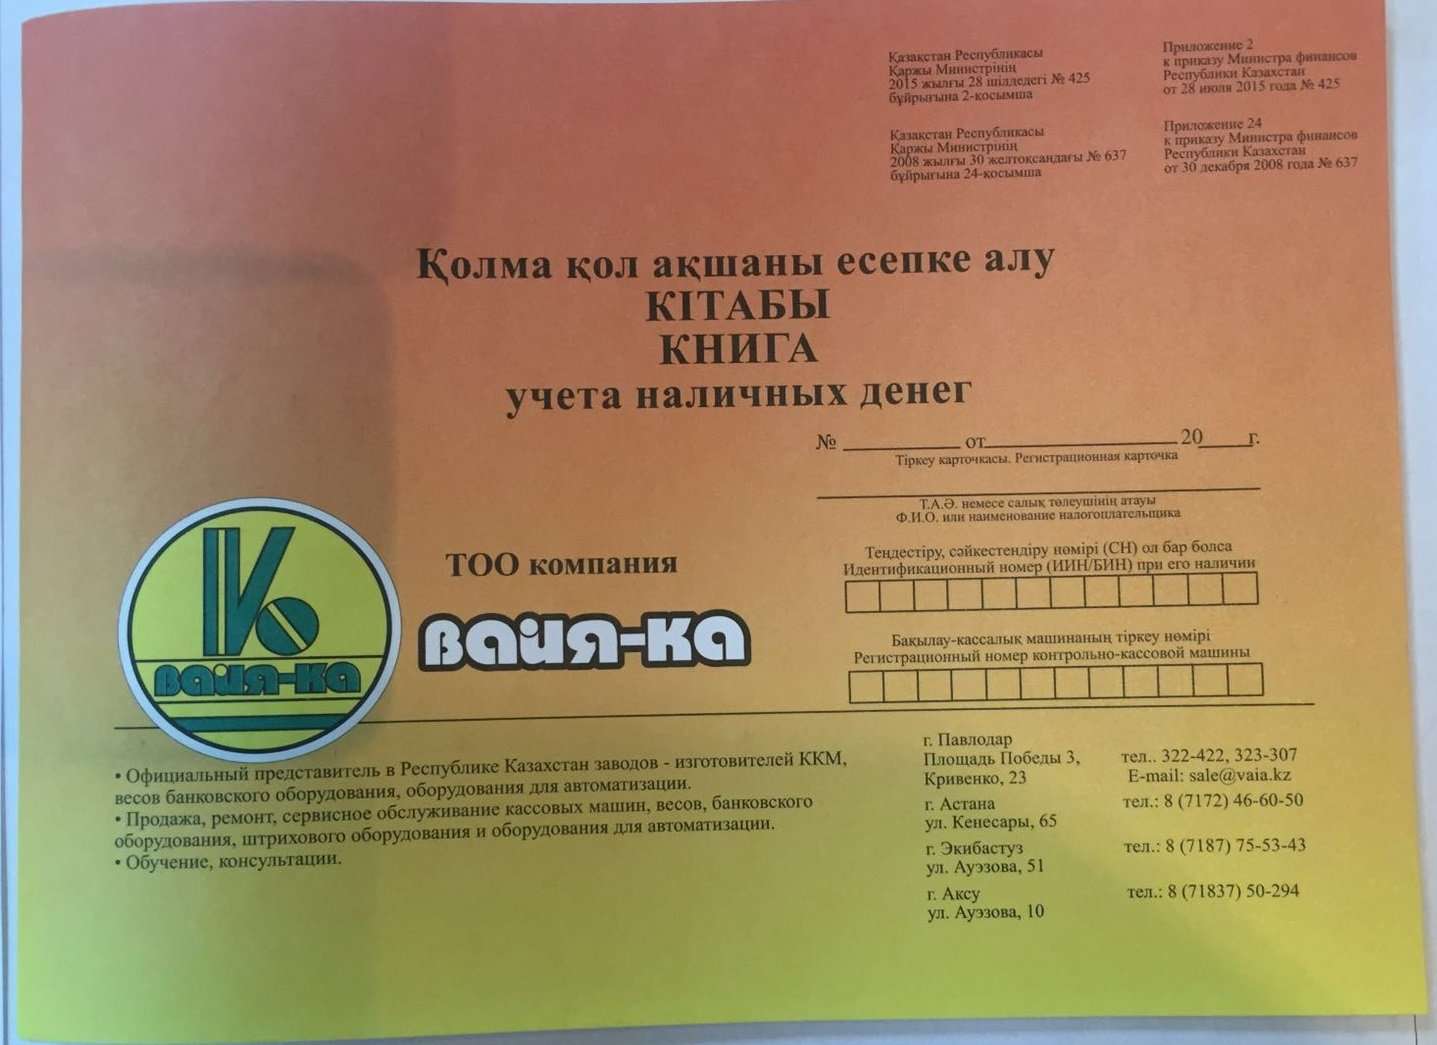 Қазақстан Республикасы
Қаржы Министрінің
2015 жылғы 28 шілдедегі № 425
бұйрығына 2-қосымша
Приложение 2
к приказу Министра финансов
Республики Казахстан
от 28 июля 2015 года № 425
Қазақстан Республикасы
Қаржы Министрінің
2008 жылғы 30 желтоқсандағы № 637
бұйрығына 24-қосымша
Приложение 24
к приказу Министра финансов
Республики Казахстан
от 30 декабря 2008 года № 637
Қолма қол ақшаны есепке алу
КІТАБЫ
КНИГА
учета наличных денег
№ ____________ от____________________ 20_____г.
Тіркеу карточкасы. Регистрационная карточка
Т.А.Ә. немесе салық төлеушінің атауы
Ф.И.О. или наименование налогоплательщика
Теңдестіру, сәйкестендіру нөмірі (СН) ол бар болса
Идентификационный номер (ИИН/БИН) при его наличии
Бақылау-кассалық машинаның тіркеу нөмірі
Регистрационный номер контрольно-кассовой машины
ВАЙЯ-КА
ТОО компания
ВАЙЯ-КА
• Официальный представитель в Республике Казахстан заводов - изготовителей ККМ,
весов банковского оборудования, оборудования для автоматизации.
• Продажа, ремонт, сервисное обслуживание кассовых машин, весов, банковского
оборудования, штрихового оборудования и оборудования для автоматизации.
• Обучение, консультации.
г. Павлодар
Площадь Победы 3, тел.. 322-422, 323-307
Кривенко, 23 E-mail: sale@vaia.kz
г. Астана тел.: 8 (7172) 46-60-50
ул. Кенесары, 65
г. Экибастуз тел.: 8 (7187) 75-53-43
ул. Ауэзова, 51
г. Аксу тел.: 8 (71837) 50-294
ул. Ауэзова, 10